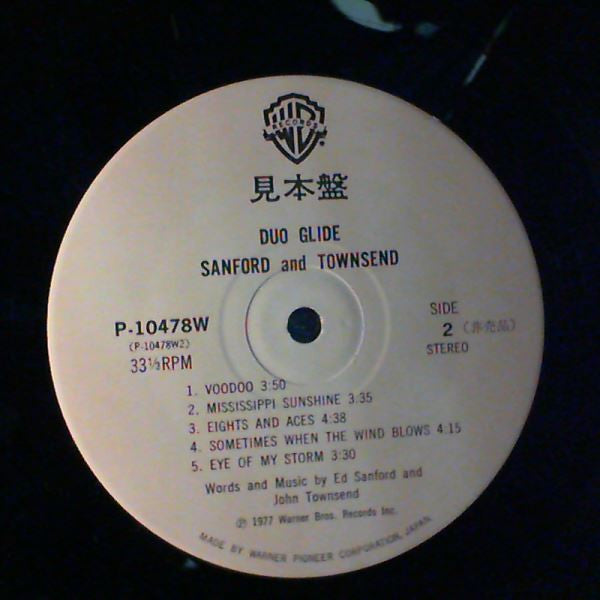 WB
RECORDS
見本盤
DUO GLIDE
SANFORD and TOWNSEND
P-10478W
(P-10478W2)
33⅓RPM
SIDE
2 (非売品)
STEREO
1. VOODOO 3:50
2. MISSISSIPPI SUNSHINE 3:35
3. EIGHTS AND ACES 4:38
4. SOMETIMES WHEN THE WIND BLOWS 4:15
5. EYE OF MY STORM 3:30
Words and Music by Ed Sanford and
John Townsend
Ⓟ 1977 Warner Bros. Records Inc.
MADE BY WARNER PIONEER CORPORATION, JAPAN